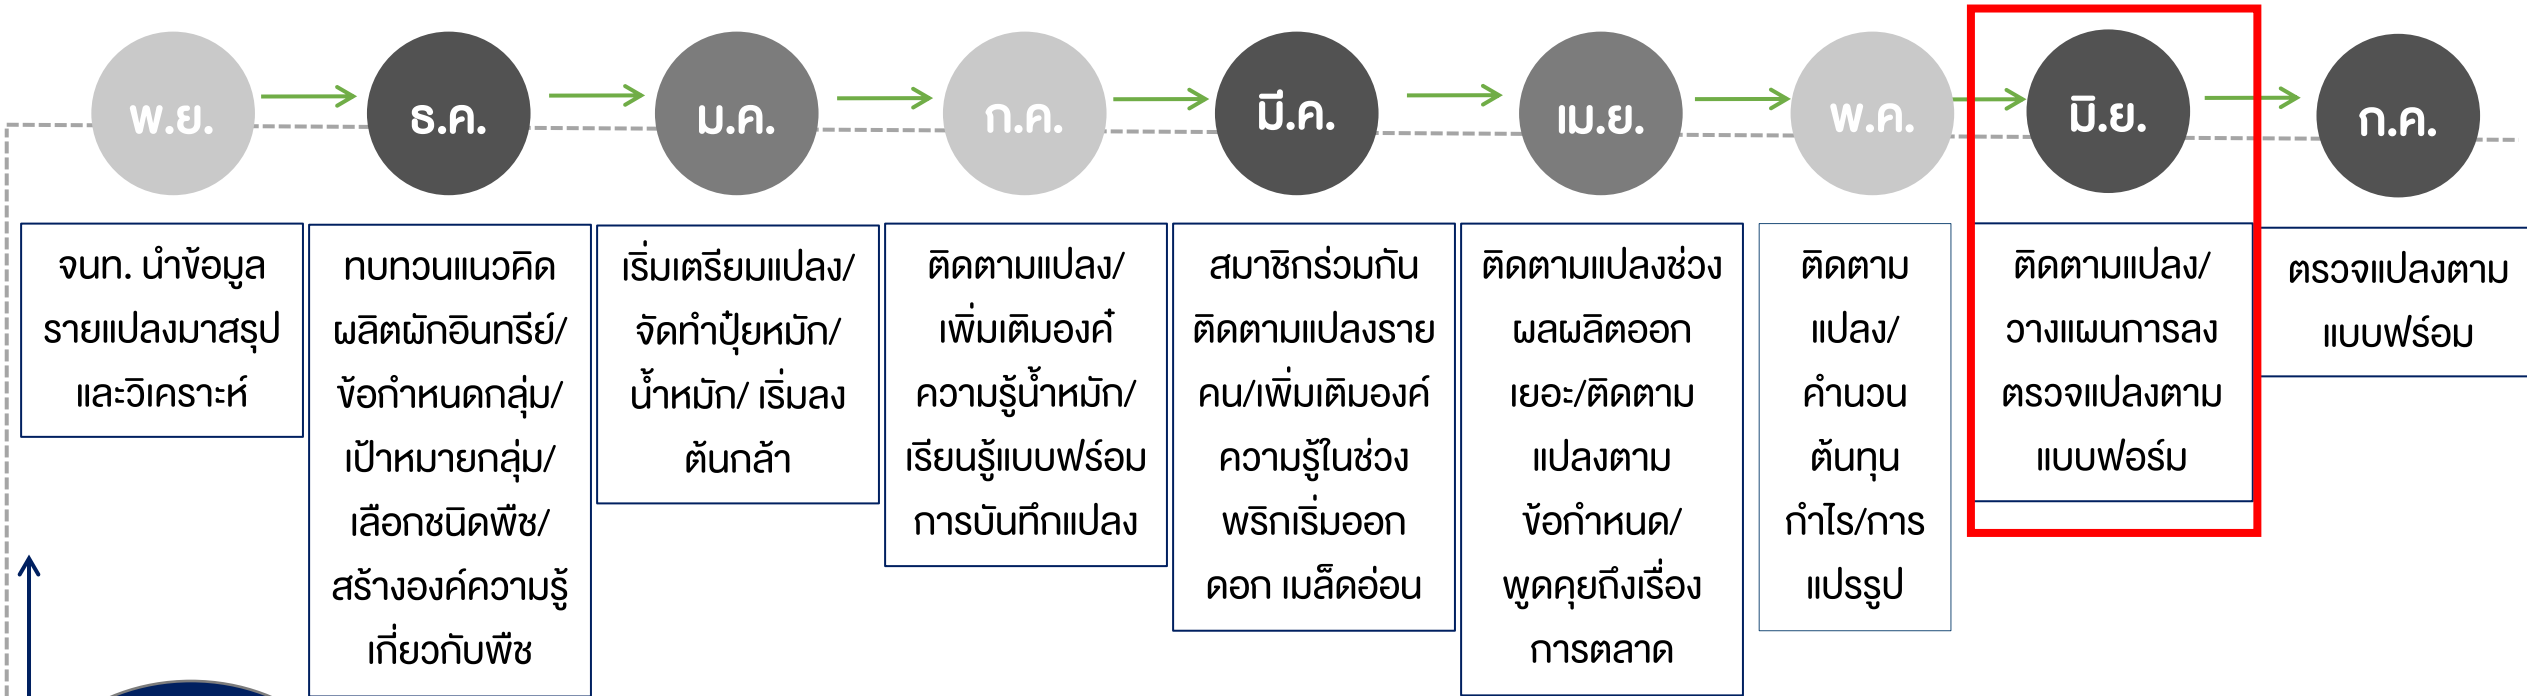 พ.ย.
ธ.ค.
ม.ค.
ก.ค.
มี.ค.
เม.ย.
พ.ค.
มิ.ย.
ก.ค.
จนท. นำข้อมูล
รายแปลงมาสรุป
และวิเคราะห์
ทบทวนแนวคิด
ผลิตผักอินทรีย์/
ข้อกำหนดกลุ่ม/
เป้าหมายกลุ่ม/
เลือกชนิดพืช/
สร้างองค์ความรู้
เกี่ยวกับพืช
เริ่มเตรียมแปลง/
จัดทำปุ๋ยหมัก/
น้ำหมัก/ เริ่มลง
ต้นกล้า
ติดตามแปลง/
เพิ่มเติมองค๋
ความรู้น้ำหมัก/
เรียนรู้แบบฟร์อม
การบันทึกแปลง
สมาชิกร่วมกัน
ติดตามแปลงราย
คน/เพิ่มเติมองค์
ความรู้ในช่วง
พริกเริ่มออก
ดอก เมล็ดอ่อน
ติดตามแปลงช่วง
ผลผลิตออก
เยอะ/ติดตาม
แปลงตาม
ข้อกำหนด/
พูดคุยถึงเรื่อง
การตลาด
ติดตาม
แปลง/
คำนวน
ต้นทุน
กำไร/การ
แปรรูป
ติดตามแปลง/
วางแผนการลง
ตรวจแปลงตาม
แบบฟอร์ม
ตรวจแปลงตาม
แบบฟร์อม